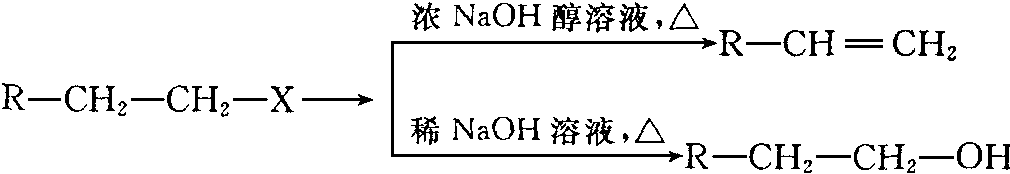 浓 NaOH 醇溶液,△
R—CH═CH₂
R—CH₂—CH₂—X
稀 NaOH 溶液,△
R—CH₂—CH₂—OH